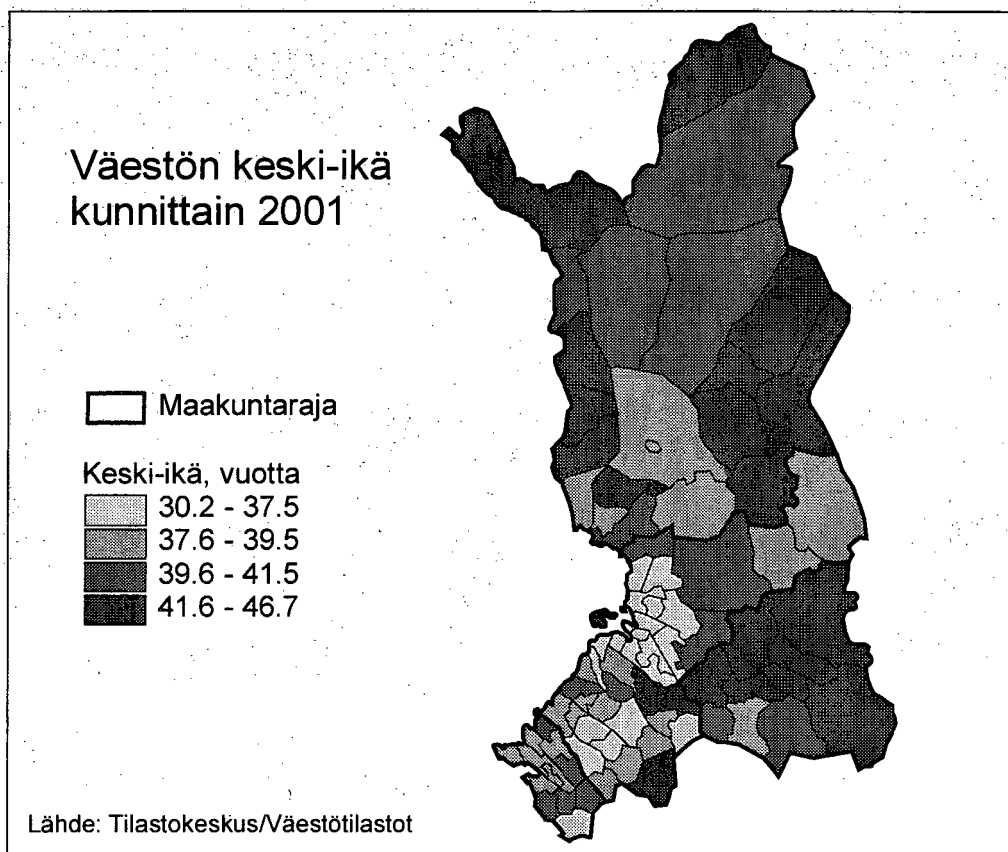 Väestön keski-ikä
kunnittain 2001
Maakuntaraja
Keski-ikä, vuotta
30.2 - 37.5
37.6 - 39.5
39.6 - 41.5
41.6 - 46.7
Lähde: Tilastokeskus/Väestötilastot